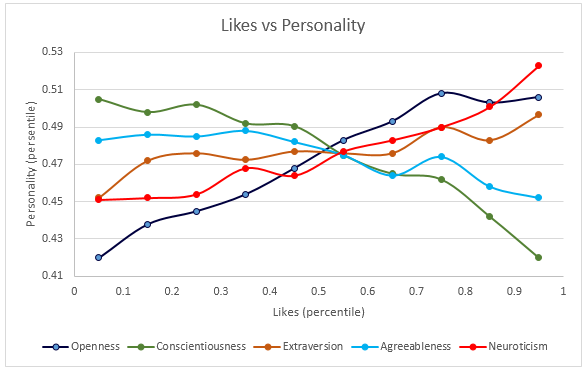 Likes vs Personality
0.53
0.51
0.49
0.47
0.45
0.43
0.41
Personality (persentile)
0 0.1 0.2 0.3 0.4 0.5 0.6 0.7 0.8 0.9 1
Likes (percentile)
Openness Conscientiousness Extraversion Agreeableness Neuroticism